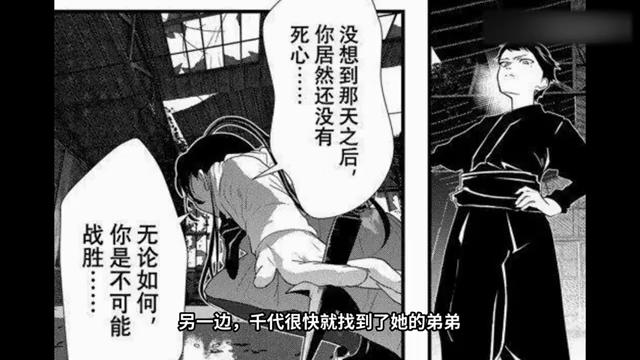 没想到那天之后，
你居然还没有
死心……
无论如何，
你是不可能
战胜……
另一边，千代很快就找到了她的弟弟